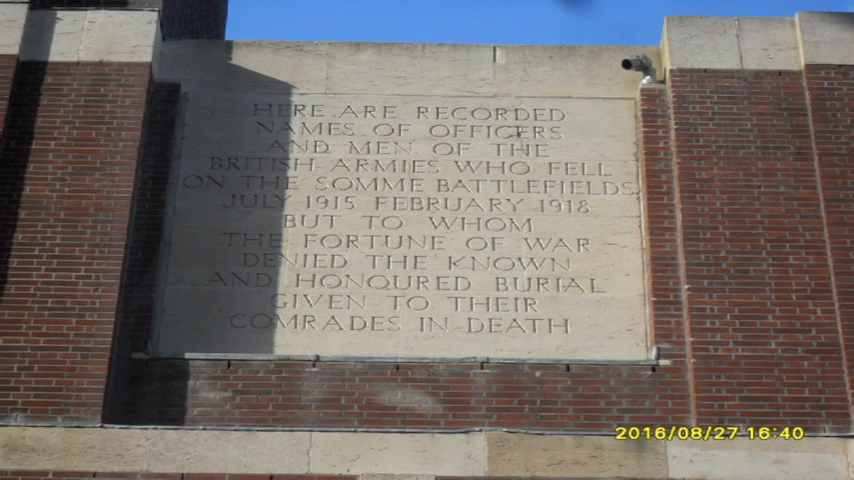 HERE ARE RECORDED
NAMES OF OFFICERS
AND MEN OF THE
BRITISH ARMIES WHO FELL
ON THE SOMME BATTLEFIELDS
JULY 1915 FEBRUARY 1918
BUT TO WHOM
THE FORTUNE OF WAR
DENIED THE KNOWN
AND HONOURED BURIAL
GIVEN TO THEIR
COMRADES IN DEATH
2016/08/27 16:40